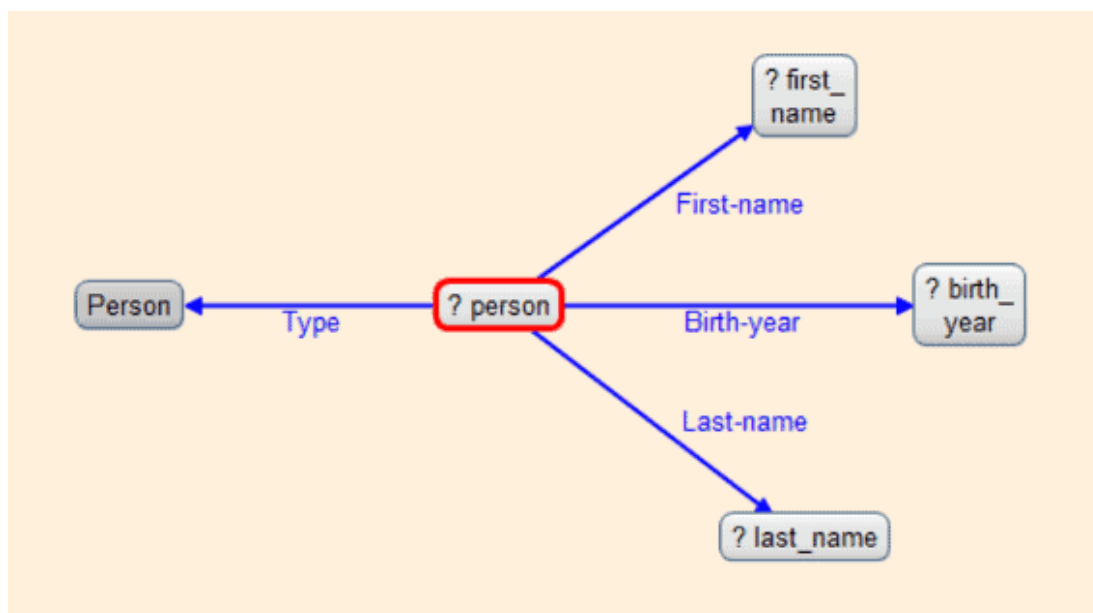 ? first_
name
First-name
Person
Type
? person
Birth-year
? birth_
year
Last-name
? last_name